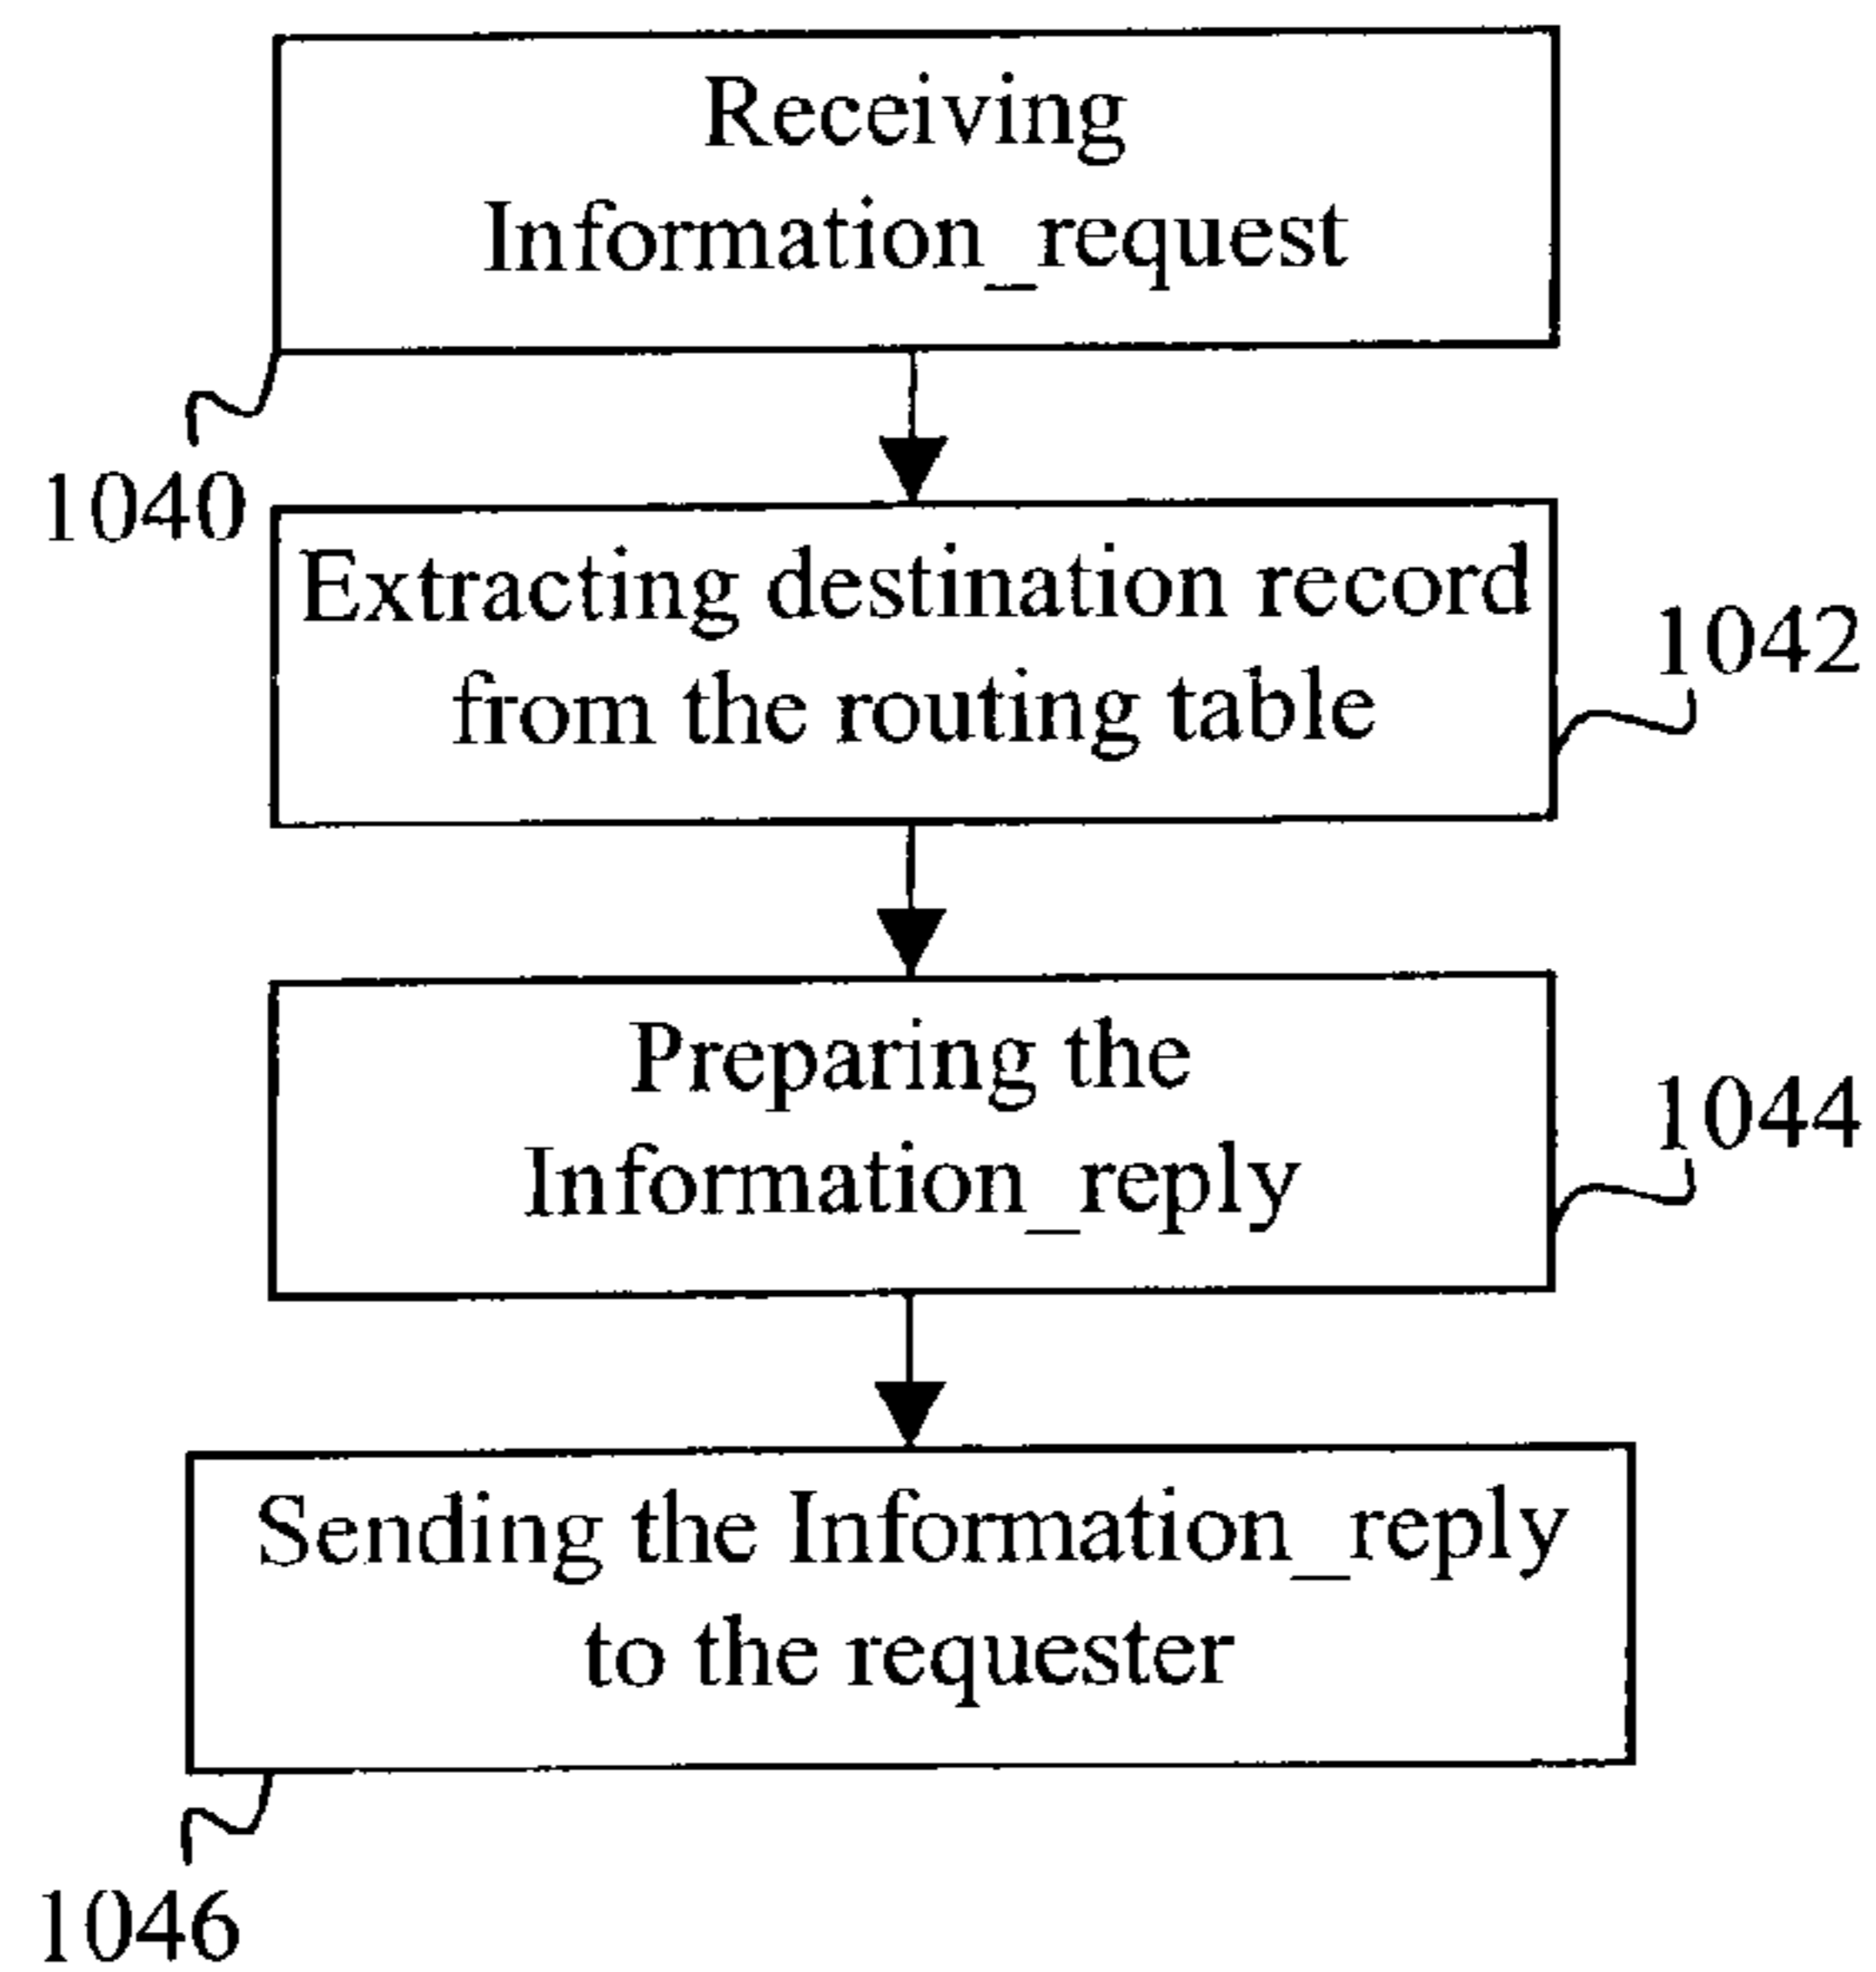 Receiving
Information_request
1040
Extracting destination record
from the routing table
1042
Preparing the
Information_reply
1044
Sending the Information_reply
to the requester
1046